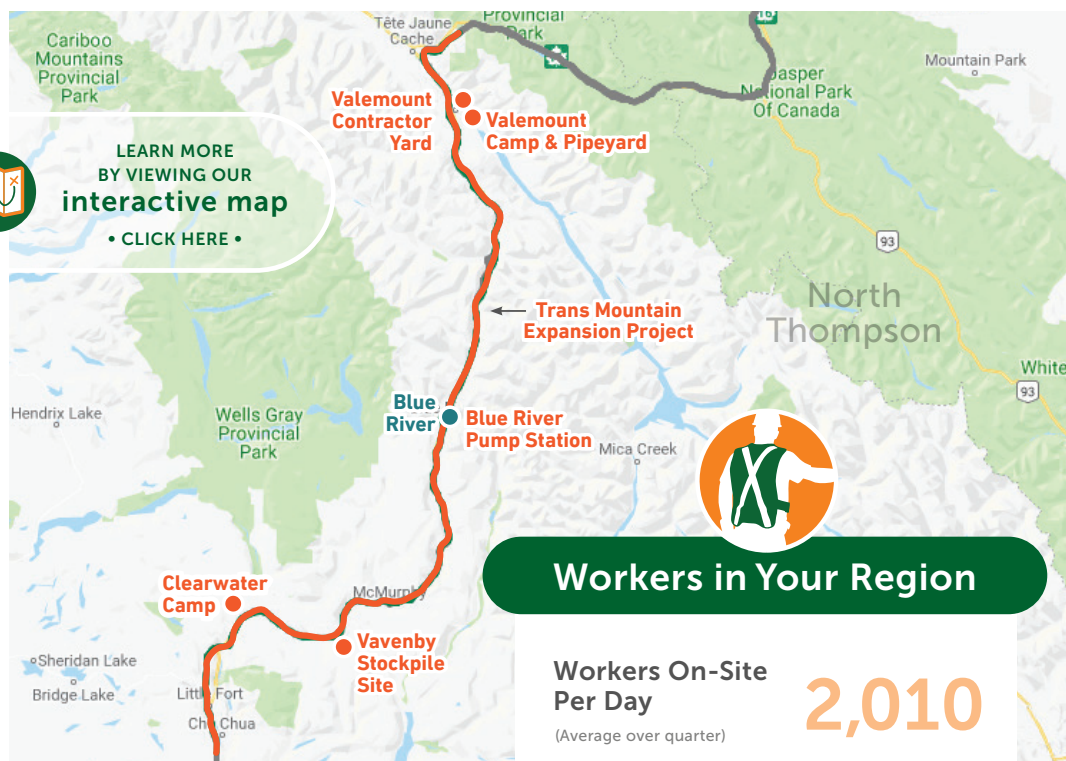 Tête Jaune
Cache
Provincial
Park
16
Cariboo
Mountains
Provincial
Park
Jasper
National Park
Of Canada
Mountain Park
Valemount
Contractor
Yard
Valemount
Camp & Pipeyard
LEARN MORE
BY VIEWING OUR
interactive map
• CLICK HERE •
93
North
Thompson
Trans Mountain
Expansion Project
White
93
Hendrix Lake
Wells Gray
Provincial
Park
Blue
River
Blue River
Pump Station
Mica Creek
Clearwater
Camp
McMurphy
Vavenby
Stockpile
Site
Sheridan Lake
Bridge Lake
Little Fort
Chu Chua
Workers in Your Region
Workers On-Site
Per Day
(Average over quarter)
2,010